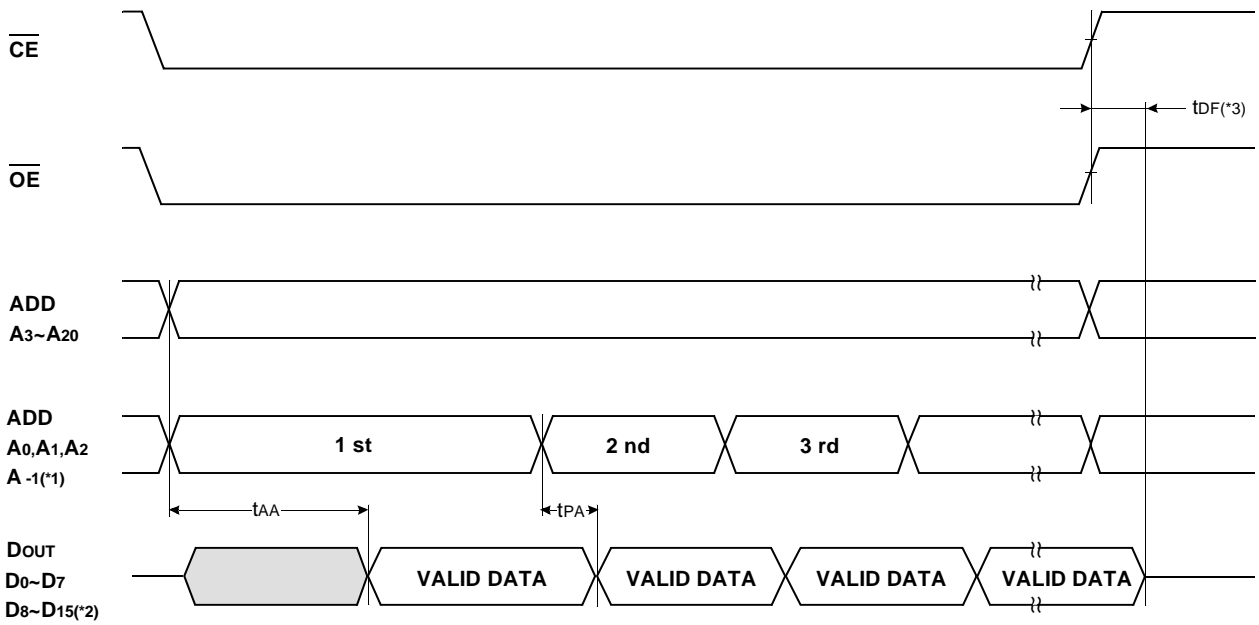 CE
tDF(*3)
OE
ADD
A3~A20
ADD
A0,A1,A2
A -1(*1)
1 st
2 nd
3 rd
tAA
tPA
DOUT
D0~D7
D8~D15(*2)
VALID DATA
VALID DATA
VALID DATA
VALID DATA